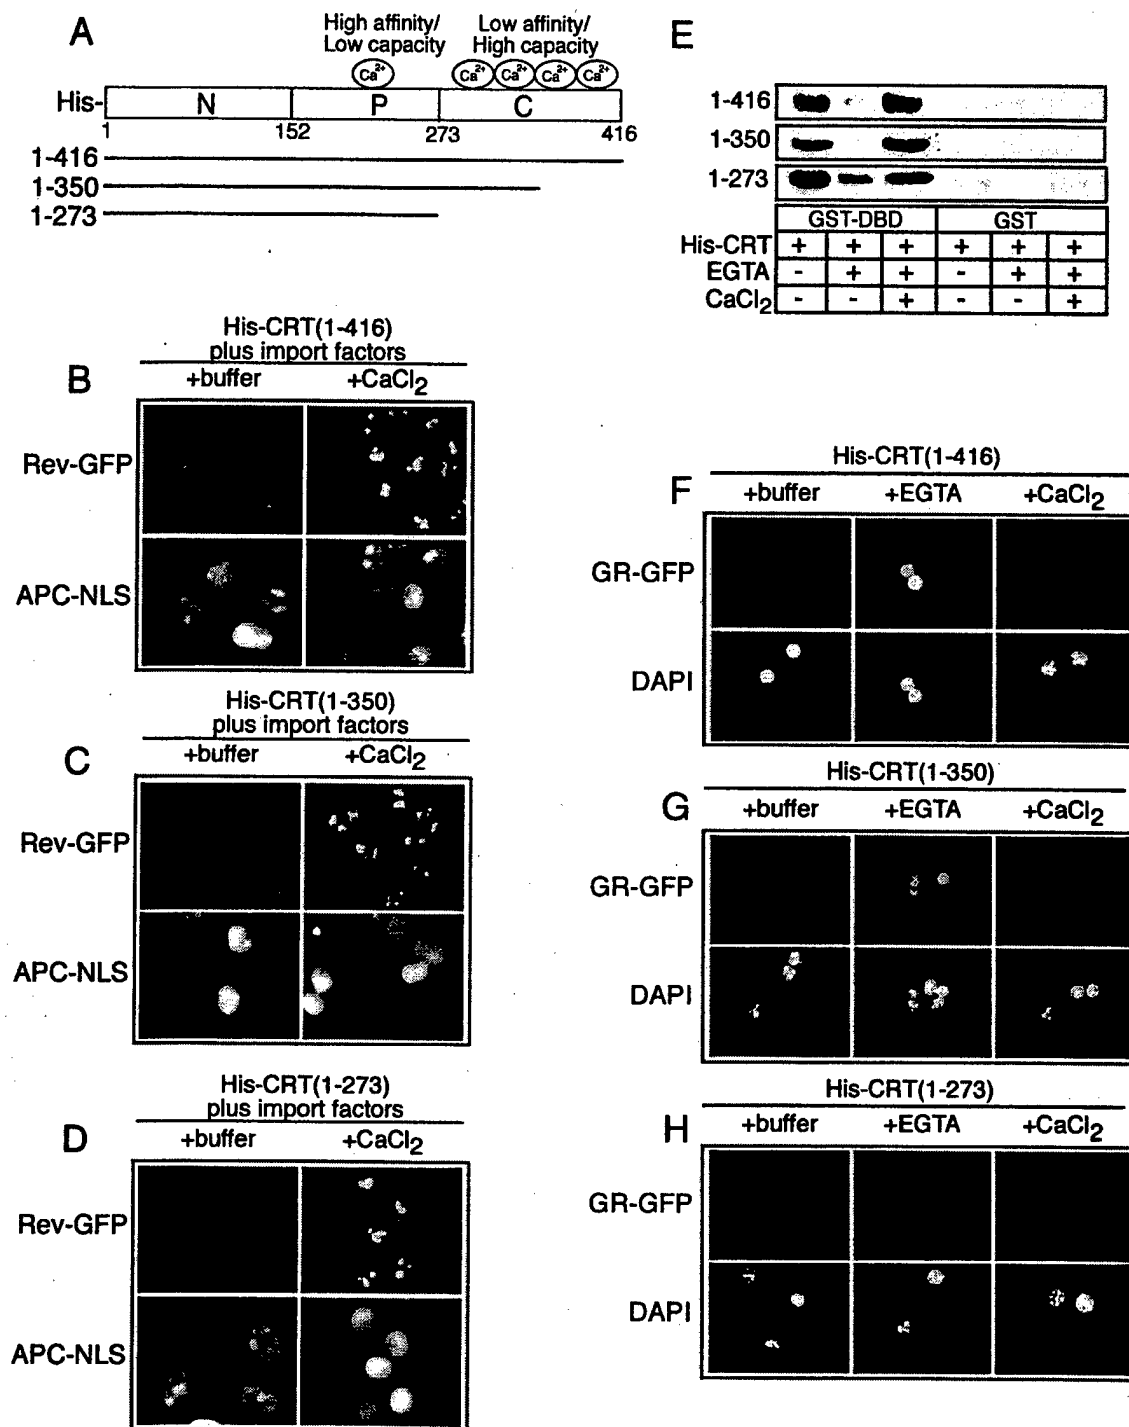 A
High affinity/
Low capacity
Low affinity/
High capacity
Ca2+
Ca2+ Ca2+ Ca2+ Ca2+
His- N P C
1 152 273 416
1-416
1-350
1-273
E
1-416
1-350
1-273
GST-DBD GST
His-CRT + + + + + +
EGTA - + + - + +
CaCl2 - - + - - +
His-CRT(1-416)
plus import factors
B +buffer +CaCl2
Rev-GFP
APC-NLS
His-CRT(1-350)
plus import factors
C +buffer +CaCl2
Rev-GFP
APC-NLS
His-CRT(1-273)
plus import factors
D +buffer +CaCl2
Rev-GFP
APC-NLS
His-CRT(1-416)
F +buffer +EGTA +CaCl2
GR-GFP
DAPI
His-CRT(1-350)
G +buffer +EGTA +CaCl2
GR-GFP
DAPI
His-CRT(1-273)
H +buffer +EGTA +CaCl2
GR-GFP
DAPI